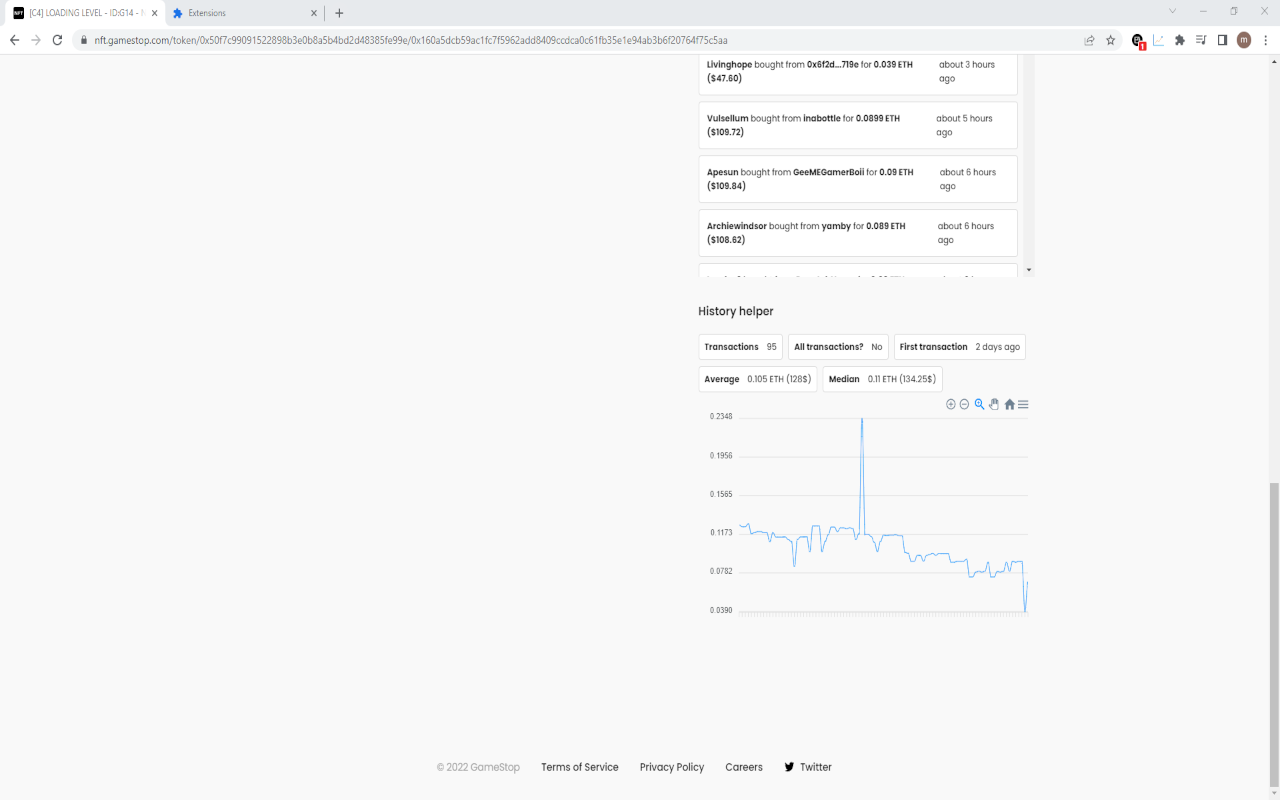 [C4] LOADING LEVEL - ID:G14 -
Extensions
nft.gamestop.com/token/0x50f7c99091522898b3e0b8a5b4bd2d48385fe99e/0x160a5dcb59ac1fc7f5962add8409ccdca0c61fb35e1e94ab3b6f20764f75c5aa
1
m
Livinghope bought from 0x6f2d...719e for 0.039 ETH
($47.60)
about 3 hours
ago
Vulsellum bought from inabottle for 0.0899 ETH
($109.72)
about 5 hours
ago
Apesun bought from GeeMEGamerBoii for 0.09 ETH
($109.84)
about 6 hours
ago
Archiewindsor bought from yamby for 0.089 ETH
($108.62)
about 6 hours
ago
History helper
Transactions 95
All transactions? No
First transaction 2 days ago
Average 0.105 ETH (128$)
Median 0.11 ETH (134.25$)
0.2348
0.1956
0.1565
0.1173
0.0782
0.0390
© 2022 GameStop
Terms of Service
Privacy Policy
Careers
Twitter